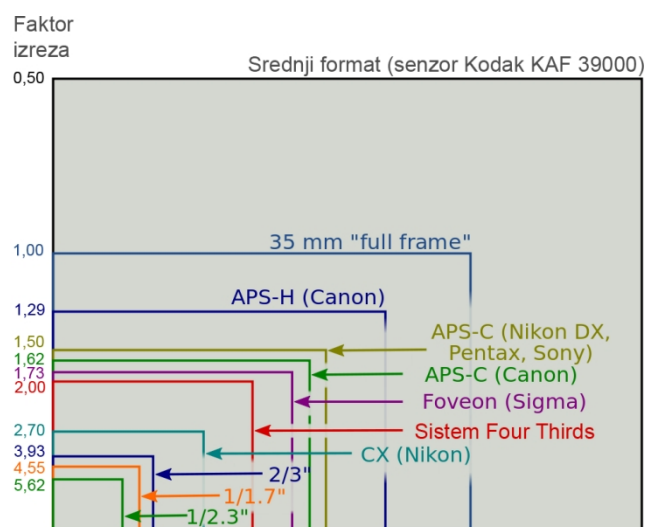 Faktor
izreza
Srednji format (senzor Kodak KAF 39000)
0,50
35 mm "full frame"
1,00
APS-H (Canon)
1,29
APS-C (Nikon DX,
Pentax, Sony)
1,50
APS-C (Canon)
1,62
1,73
Foveon (Sigma)
2,00
Sistem Four Thirds
2,70
CX (Nikon)
3,93
2/3"
4,55
1/1.7"
5,62
1/2.3"